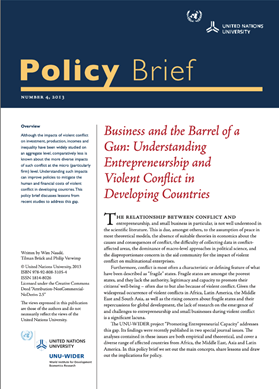 UNITED NATIONS
UNIVERSITY
Policy Brief
NUMBER 4, 2013
Overview
Although the impacts of violent conflict
on investment, production, incomes and
inequality have been widely studied on
an aggregate level, comparatively less is
known about the more diverse impacts
of such conflict at the micro (particularly
firm) level. Understanding such impacts
can improve policies to mitigate the
human and financial costs of violent
conflict in developing countries. This
policy brief discusses lessons from
recent studies to address this gap.
Written by Wim Naudé,
Tilman Brück and Philip Verwimp
© United Nations University, 2013
ISBN 978-92-808-3105-4
ISSN 1814-8026
Licensed under the Creative Commons
Deed "Attribution-NonCommercial-
NoDerivs 2.0"
The views expressed in this publication
are those of the authors and do not
necessarily reflect the views of the
United Nations University.
UNITED NATIONS
UNIVERSITY
UNU-WIDER
World Institute for Development
Economics Research
Business and the Barrel of a
Gun: Understanding
Entrepreneurship and
Violent Conflict in
Developing Countries
THE RELATIONSHIP BETWEEN CONFLICT AND
entrepreneurship, and small business in particular, is not well understood in
the scientific literature. This is due, amongst others, to the assumption of peace in
most theoretical models, the absence of suitable theories in economics about the
causes and consequences of conflict, the difficulty of collecting data in conflict-
affected areas, the dominance of macro-level approaches in political science, and
the disproportionate concern in the aid community for the impact of violent
conflict on multinational enterprises.
Furthermore, conflict is most often a characteristic or defining feature of what
have been described as "fragile" states. Fragile states are amongst the poorest
states, and they lack the authority, legitimacy and capacity to promote their
citizens' well-being – often due to but also because of violent conflict. Given the
widespread occurrence of violent conflicts in Africa, Latin America, the Middle
East and South Asia, as well as the rising concern about fragile states and their
repercussions for global development, the lack of research on the emergence of
and challenges to entrepreneurship and small businesses during violent conflict
is a significant lacuna.
The UNU-WIDER project "Promoting Entrepreneurial Capacity" addresses
this gap. Its findings were recently published in two special journal issues. The
analyses contained in these issues are both empirical and theoretical, and cover a
diverse range of affected countries from Africa, the Middle East, Asia and Latin
America. In this policy brief we set out the main concepts, share lessons and draw
out the implications for policy.